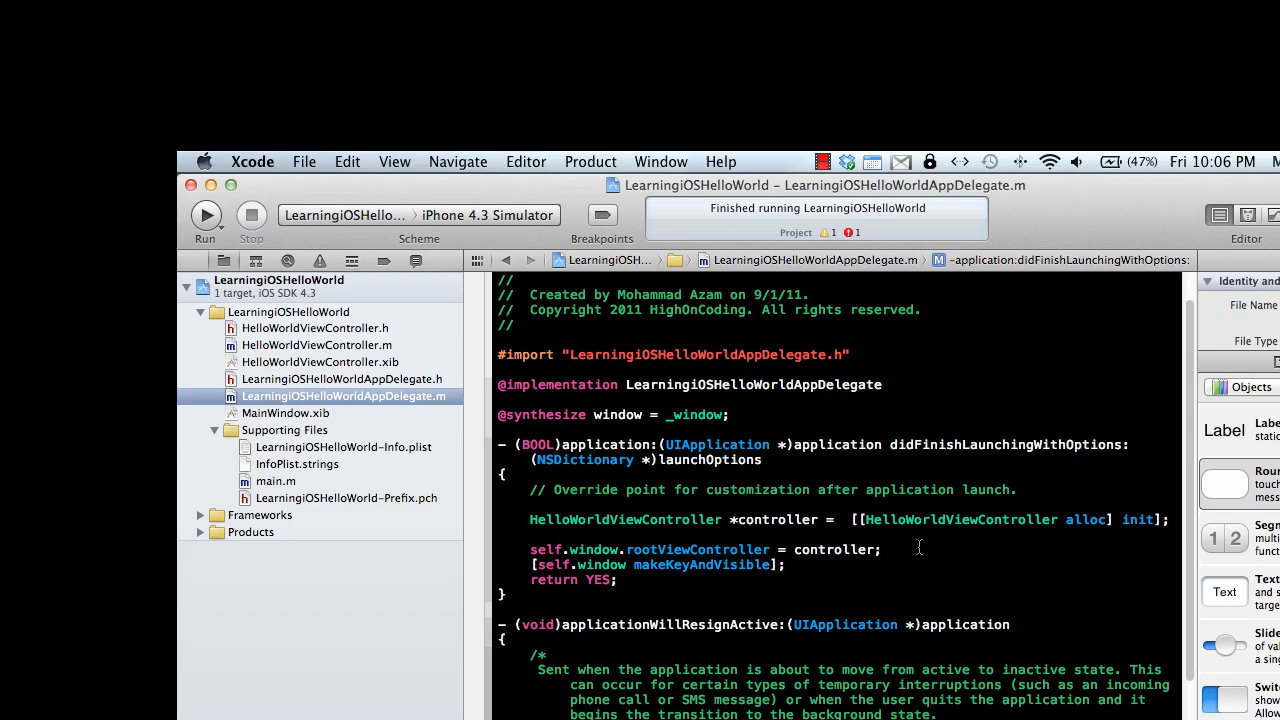 Xcode File Edit View Navigate Editor Product Window Help (47%) Fri 10:06 PM
LearningiOSHelloWorld – LearningiOSHelloWorldAppDelegate.m
LearningiOSHello... iPhone 4.3 Simulator
Finished running LearningiOSHelloWorld
Project 1 1
Run Stop Scheme Breakpoints Editor
LearningiOSH... LearningiOSHelloWorldAppDelegate.m M -application:didFinishLaunchingWithOptions:
LearningiOSHelloWorld
1 target, iOS SDK 4.3
LearningiOSHelloWorld
h HelloWorldViewController.h
m HelloWorldViewController.m
HelloWorldViewController.xib
h LearningiOSHelloWorldAppDelegate.h
m LearningiOSHelloWorldAppDelegate.m
MainWindow.xib
Supporting Files
LearningiOSHelloWorld-Info.plist
InfoPlist.strings
m main.m
h LearningiOSHelloWorld-Prefix.pch
Frameworks
Products
//
// Created by Mohammad Azam on 9/1/11.
// Copyright 2011 HighOnCoding. All rights reserved.
//
#import "LearningiOSHelloWorldAppDelegate.h"
@implementation LearningiOSHelloWorldAppDelegate
@synthesize window = _window;
- (BOOL)application:(UIApplication *)application didFinishLaunchingWithOptions:
(NSDictionary *)launchOptions
{
// Override point for customization after application launch.
HelloWorldViewController *controller = [[HelloWorldViewController alloc] init];
self.window.rootViewController = controller;
[self.window makeKeyAndVisible];
return YES;
}
- (void)applicationWillResignActive:(UIApplication *)application
{
/*
Sent when the application is about to move from active to inactive state. This
can occur for certain types of temporary interruptions (such as an incoming
phone call or SMS message) or when the user quits the application and it
begins the transition to the background state.
Identity and
File Name
File Type
Objects
Label
1 2
Text